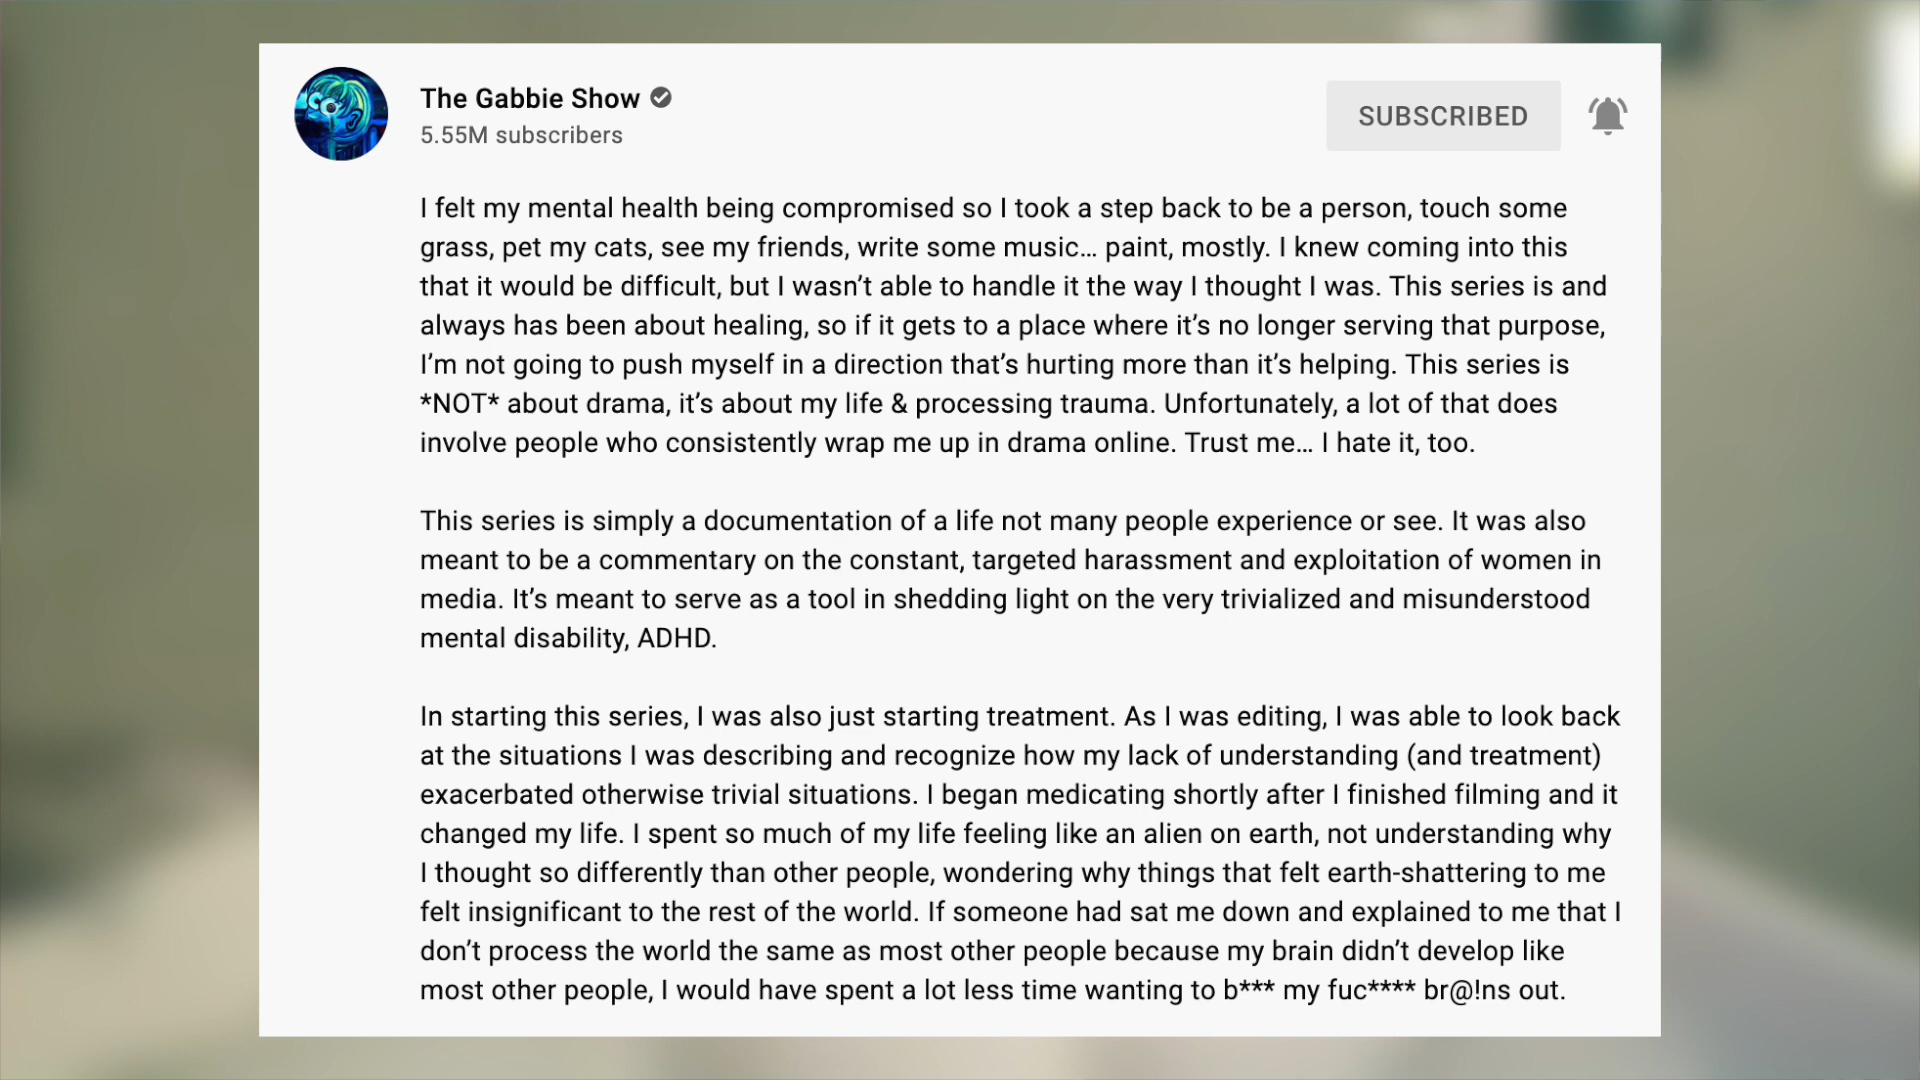 The Gabbie Show
5.55M subscribers
SUBSCRIBED
I felt my mental health being compromised so I took a step back to be a person, touch some
grass, pet my cats, see my friends, write some music… paint, mostly. I knew coming into this
that it would be difficult, but I wasn’t able to handle it the way I thought I was. This series is and
always has been about healing, so if it gets to a place where it’s no longer serving that purpose,
I’m not going to push myself in a direction that’s hurting more than it’s helping. This series is
*NOT* about drama, it’s about my life & processing trauma. Unfortunately, a lot of that does
involve people who consistently wrap me up in drama online. Trust me… I hate it, too.
This series is simply a documentation of a life not many people experience or see. It was also
meant to be a commentary on the constant, targeted harassment and exploitation of women in
media. It’s meant to serve as a tool in shedding light on the very trivialized and misunderstood
mental disability, ADHD.
In starting this series, I was also just starting treatment. As I was editing, I was able to look back
at the situations I was describing and recognize how my lack of understanding (and treatment)
exacerbated otherwise trivial situations. I began medicating shortly after I finished filming and it
changed my life. I spent so much of my life feeling like an alien on earth, not understanding why
I thought so differently than other people, wondering why things that felt earth-shattering to me
felt insignificant to the rest of the world. If someone had sat me down and explained to me that I
don’t process the world the same as most other people because my brain didn’t develop like
most other people, I would have spent a lot less time wanting to b*** my fuc**** br@!ns out.